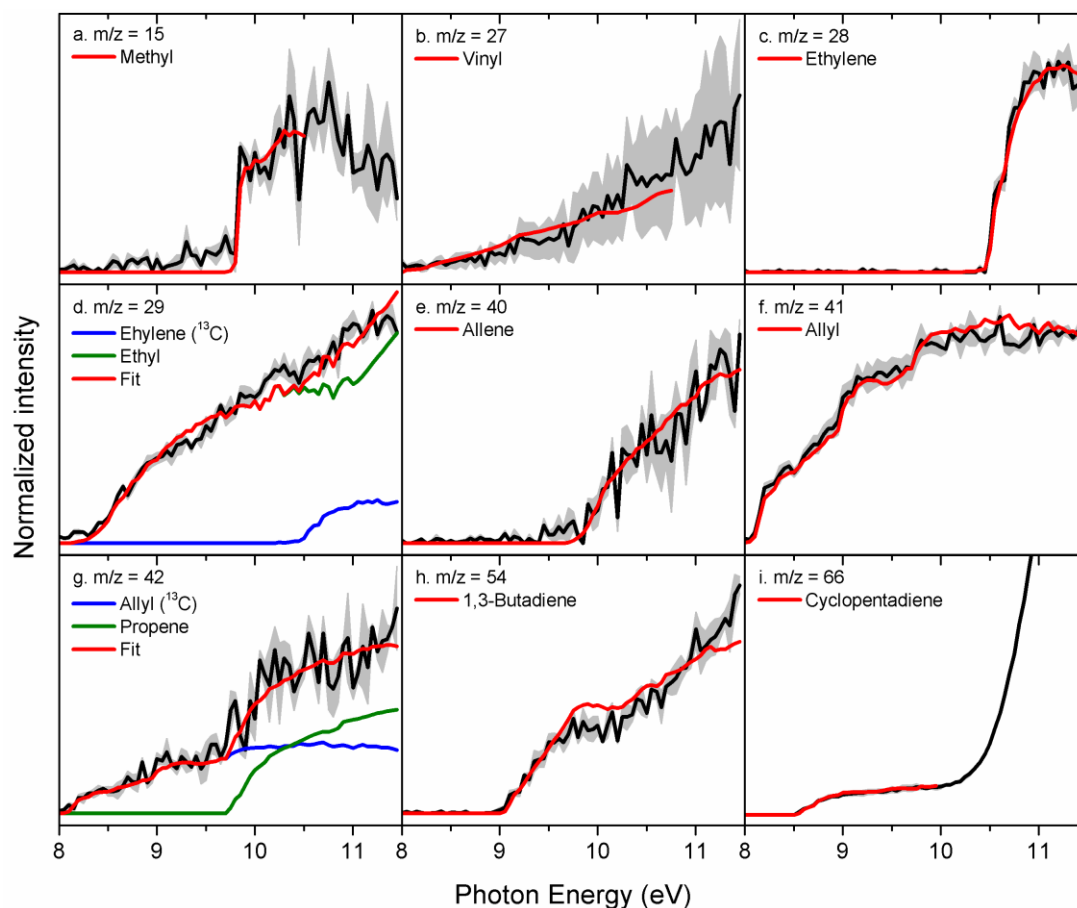 a. m/z = 15
Methyl
b. m/z = 27
Vinyl
c. m/z = 28
Ethylene
d. m/z = 29
Ehylene (¹³C)
Ethyl
Fit
e. m/z = 40
Allene
f. m/z = 41
Allyl
g. m/z = 42
Allyl (¹³C)
Propene
Fit
h. m/z = 54
1,3-Butadiene
i. m/z = 66
Cyclopentadiene
Normalized intensity
8 9 10 11 8 9 10 11 8 9 10 11
Photon Energy (eV)